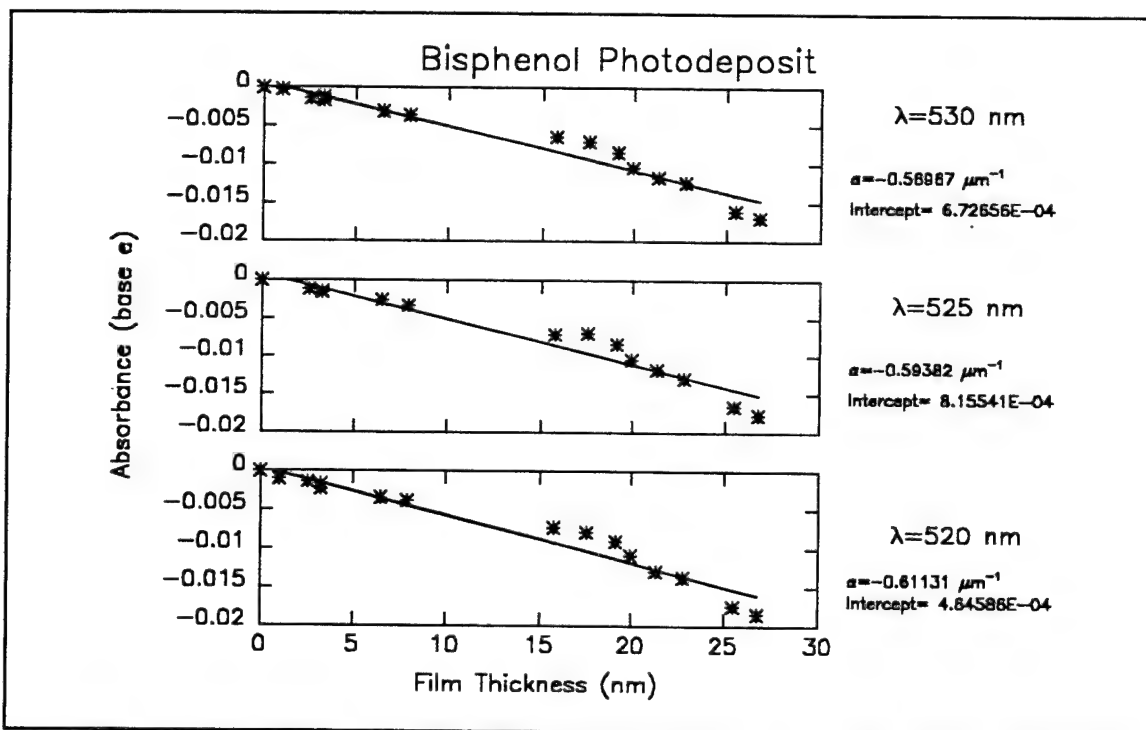 Bisphenol Photodeposit
0
−0.005
−0.01
−0.015
−0.02
λ=530 nm
α=−0.56967 μm⁻¹
Intercept= 6.72656E−04
Absorbance (base e)
0
−0.005
−0.01
−0.015
−0.02
λ=525 nm
α=−0.59382 μm⁻¹
Intercept= 8.15541E−04
0
−0.005
−0.01
−0.015
−0.02
λ=520 nm
α=−0.61131 μm⁻¹
Intercept= 4.64586E−04
0 5 10 15 20 25 30
Film Thickness (nm)